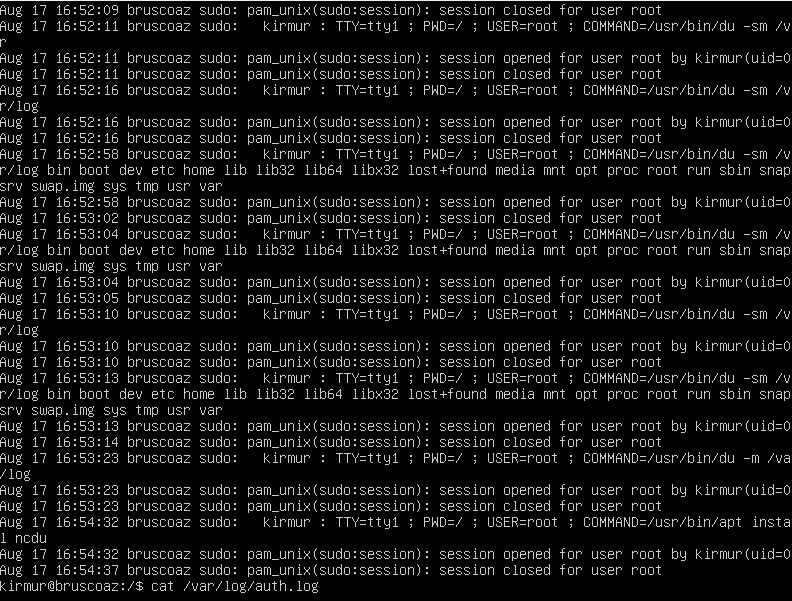 Aug 17 16:52:09 bruscoaz sudo: pam_unix(sudo:session): session closed for user root
Aug 17 16:52:11 bruscoaz sudo:   kirmur : TTY=tty1 ; PWD=/ ; USER=root ; COMMAND=/usr/bin/du -sm /v
r
Aug 17 16:52:11 bruscoaz sudo: pam_unix(sudo:session): session opened for user root by kirmur(uid=0
Aug 17 16:52:11 bruscoaz sudo: pam_unix(sudo:session): session closed for user root
Aug 17 16:52:16 bruscoaz sudo:   kirmur : TTY=tty1 ; PWD=/ ; USER=root ; COMMAND=/usr/bin/du -sm /v
r/log
Aug 17 16:52:16 bruscoaz sudo: pam_unix(sudo:session): session opened for user root by kirmur(uid=0
Aug 17 16:52:16 bruscoaz sudo: pam_unix(sudo:session): session closed for user root
Aug 17 16:52:58 bruscoaz sudo:   kirmur : TTY=tty1 ; PWD=/ ; USER=root ; COMMAND=/usr/bin/du -sm /v
r/log bin boot dev etc home lib lib32 lib64 libx32 lost+found media mnt opt proc root run sbin snap
srv swap.img sys tmp usr var
Aug 17 16:52:58 bruscoaz sudo: pam_unix(sudo:session): session opened for user root by kirmur(uid=0
Aug 17 16:53:02 bruscoaz sudo: pam_unix(sudo:session): session closed for user root
Aug 17 16:53:04 bruscoaz sudo:   kirmur : TTY=tty1 ; PWD=/ ; USER=root ; COMMAND=/usr/bin/du -sm /v
r/log bin boot dev etc home lib lib32 lib64 libx32 lost+found media mnt opt proc root run sbin snap
srv swap.img sys tmp usr var
Aug 17 16:53:04 bruscoaz sudo: pam_unix(sudo:session): session opened for user root by kirmur(uid=0
Aug 17 16:53:05 bruscoaz sudo: pam_unix(sudo:session): session closed for user root
Aug 17 16:53:10 bruscoaz sudo:   kirmur : TTY=tty1 ; PWD=/ ; USER=root ; COMMAND=/usr/bin/du -sm /v
r/log
Aug 17 16:53:10 bruscoaz sudo: pam_unix(sudo:session): session opened for user root by kirmur(uid=0
Aug 17 16:53:10 bruscoaz sudo: pam_unix(sudo:session): session closed for user root
Aug 17 16:53:13 bruscoaz sudo:   kirmur : TTY=tty1 ; PWD=/ ; USER=root ; COMMAND=/usr/bin/du -sm /v
r/log bin boot dev etc home lib lib32 lib64 libx32 lost+found media mnt opt proc root run sbin snap
srv swap.img sys tmp usr var
Aug 17 16:53:13 bruscoaz sudo: pam_unix(sudo:session): session opened for user root by kirmur(uid=0
Aug 17 16:53:14 bruscoaz sudo: pam_unix(sudo:session): session closed for user root
Aug 17 16:53:23 bruscoaz sudo:   kirmur : TTY=tty1 ; PWD=/ ; USER=root ; COMMAND=/usr/bin/du -m /va
/log
Aug 17 16:53:23 bruscoaz sudo: pam_unix(sudo:session): session opened for user root by kirmur(uid=0
Aug 17 16:53:23 bruscoaz sudo: pam_unix(sudo:session): session closed for user root
Aug 17 16:54:32 bruscoaz sudo:   kirmur : TTY=tty1 ; PWD=/ ; USER=root ; COMMAND=/usr/bin/apt insta
l ncdu
Aug 17 16:54:32 bruscoaz sudo: pam_unix(sudo:session): session opened for user root by kirmur(uid=0
Aug 17 16:54:37 bruscoaz sudo: pam_unix(sudo:session): session closed for user root
kirmur@bruscoaz:/$ cat /var/log/auth.log